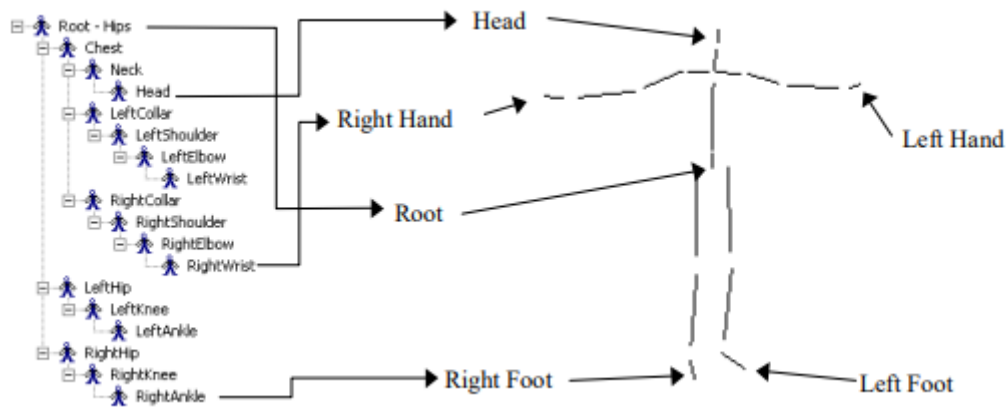 Root - Hips
Chest
Neck
Head
LeftCollar
LeftShoulder
LeftElbow
LeftWrist
RightCollar
RightShoulder
RightElbow
RightWrist
LeftHip
LeftKnee
LeftAnkle
RightHip
RightKnee
RightAnkle
Head
Right Hand
Left Hand
Root
Right Foot
Left Foot